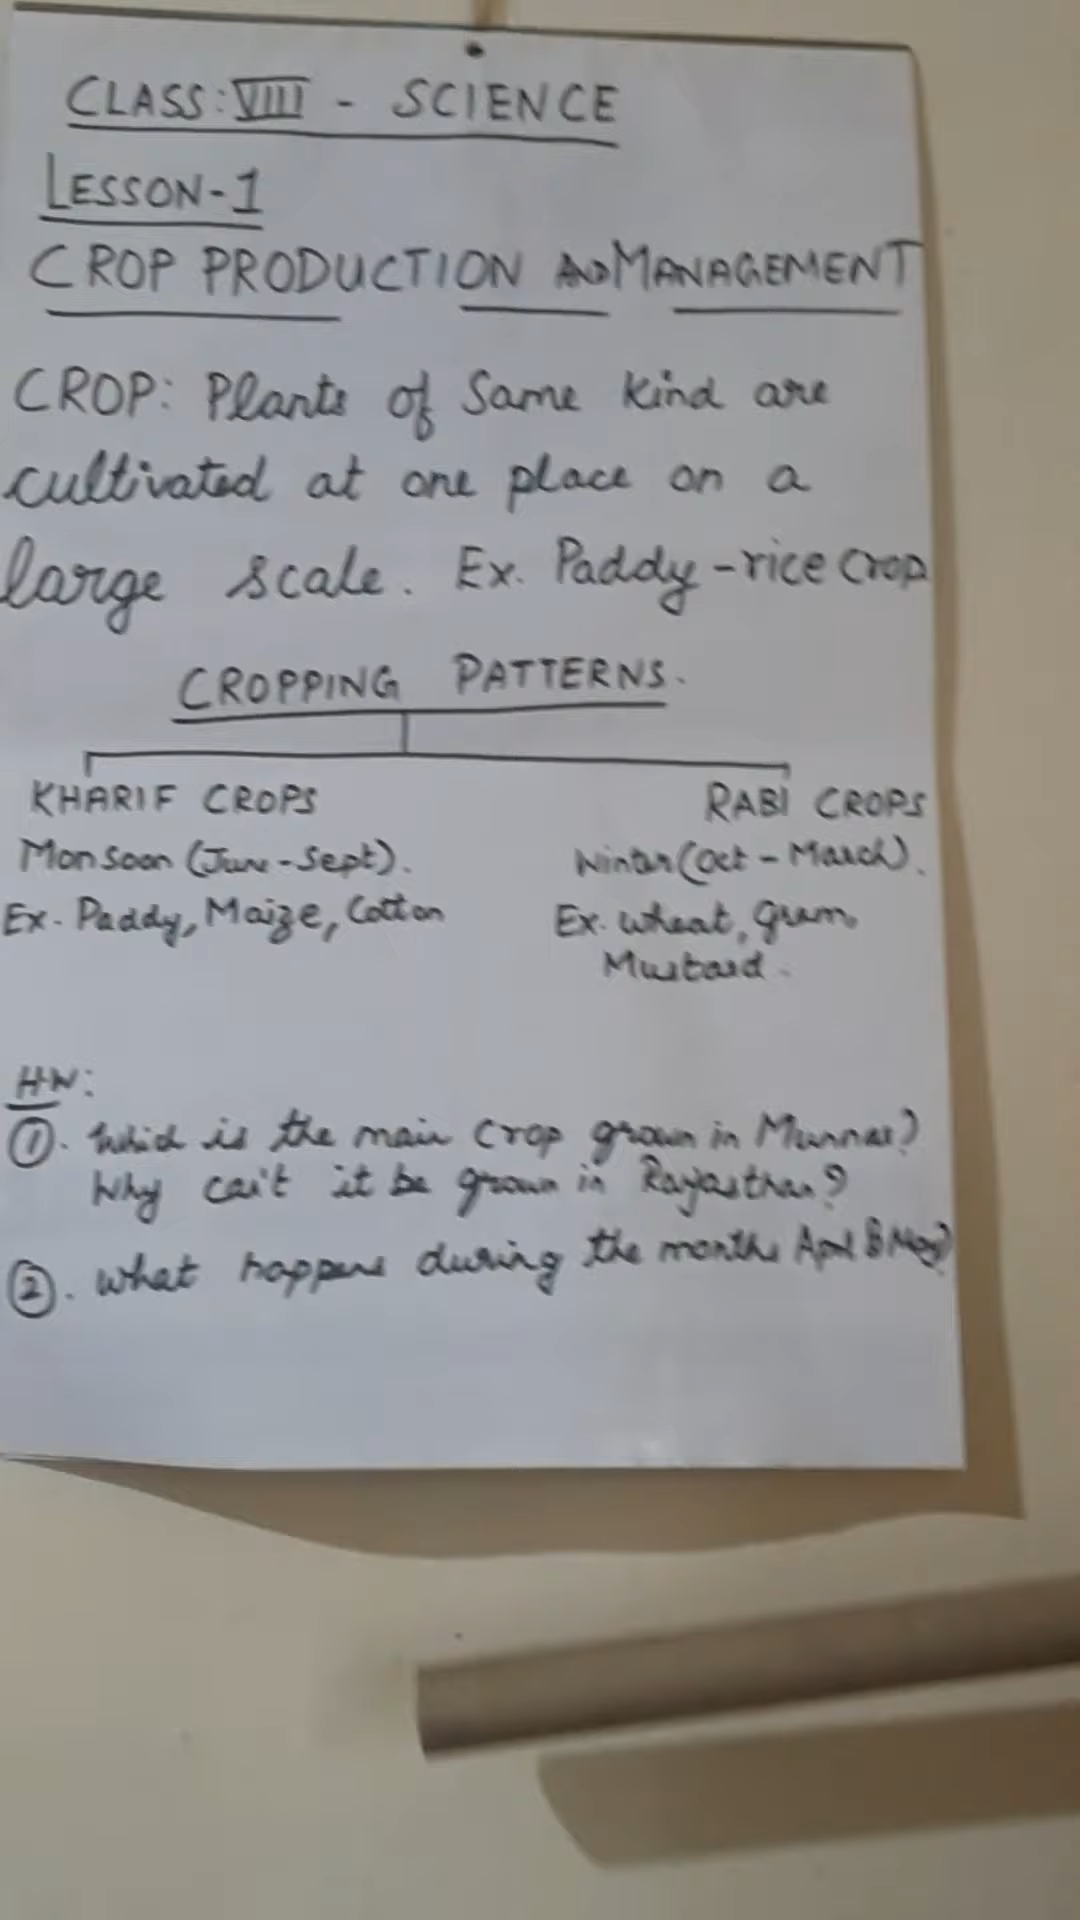 CLASS: VIII - SCIENCE
LESSON-1
CROP PRODUCTION AND MANAGEMENT
CROP: Plants of Same kind are
cultivated at one place on a
large scale. Ex. Paddy-rice crop
CROPPING PATTERNS.
KHARIF CROPS
Monsoon (June-Sept).
Ex. Paddy, Maize, Cotton
RABI CROPS
Winter (Oct - March).
Ex. wheat, gram,
Mustard.
HW:
①. Which is the main crop grown in Munnar?
Why can't it be grown in Rajasthan?
②. What happens during the months April & May?